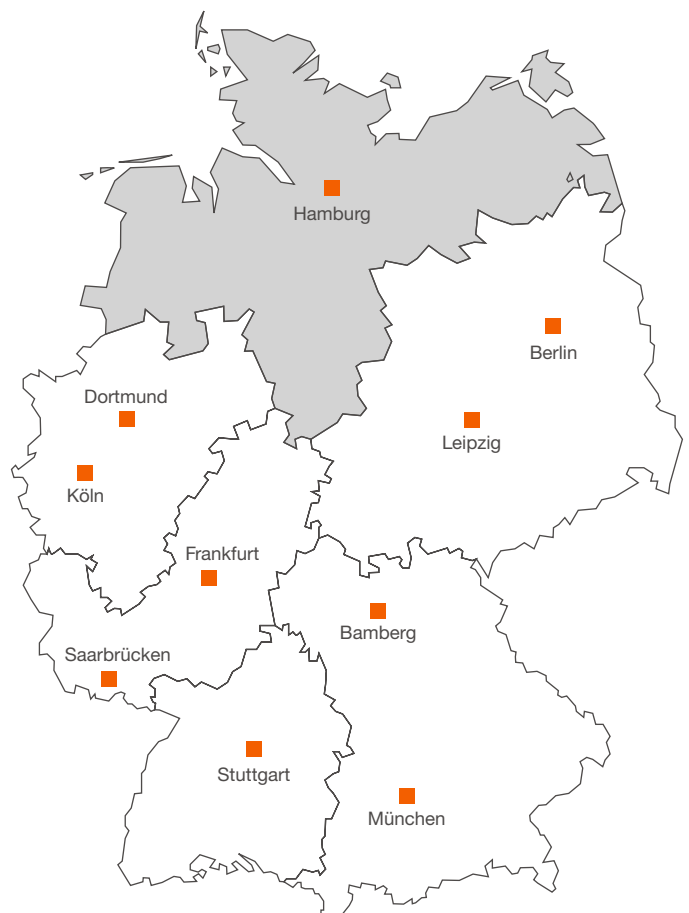 Hamburg
Berlin
Dortmund
Leipzig
Köln
Frankfurt
Bamberg
Saarbrücken
Stuttgart
München